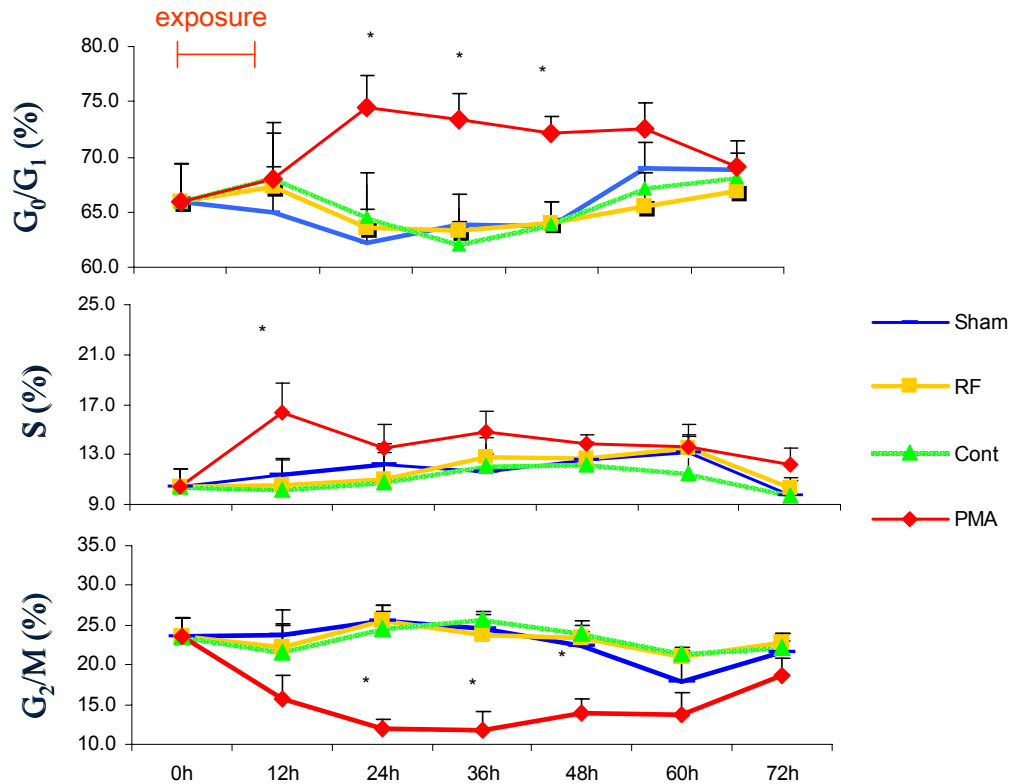 exposure
80.0
75.0
70.0
65.0
60.0
G0/G1 (%)
* * *
25.0
21.0
17.0
13.0
9.0
S (%)
*
35.0
30.0
25.0
20.0
15.0
10.0
G2/M (%)
* * *
0h 12h 24h 36h 48h 60h 72h
Sham
RF
Cont
PMA